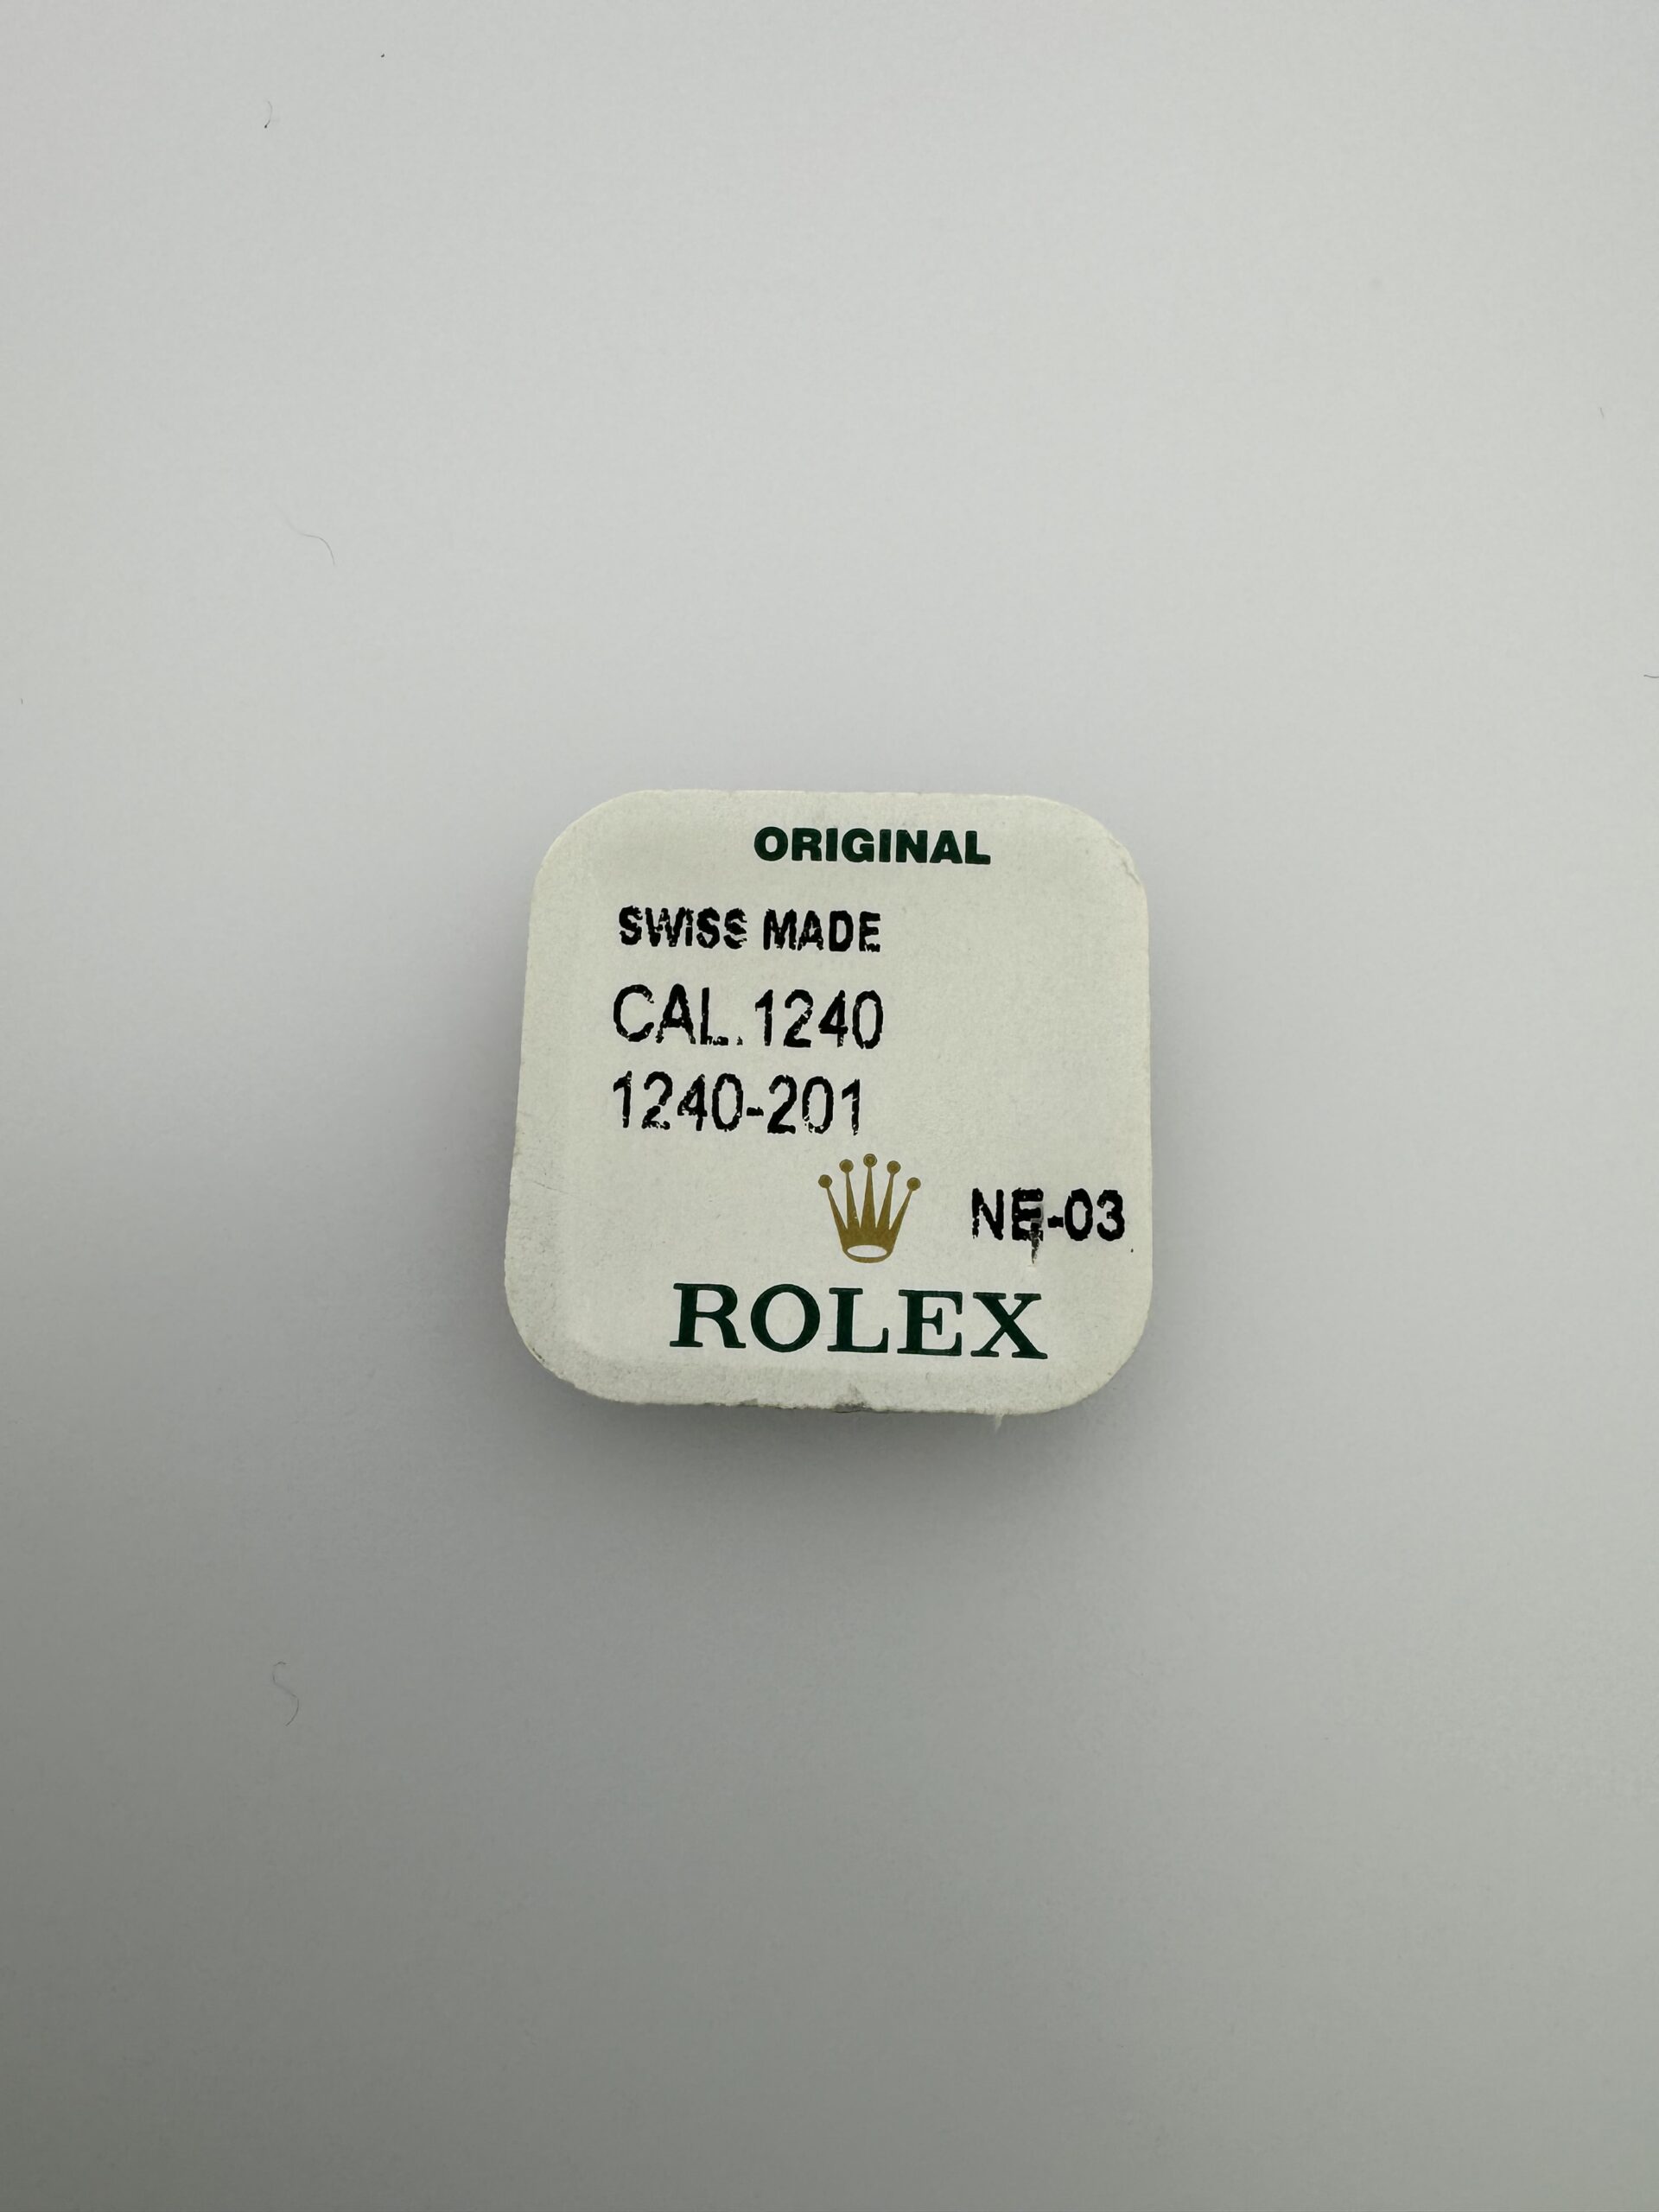 ORIGINAL
SWISS MADE
CAL. 1240
1240-201
NE-03
ROLEX